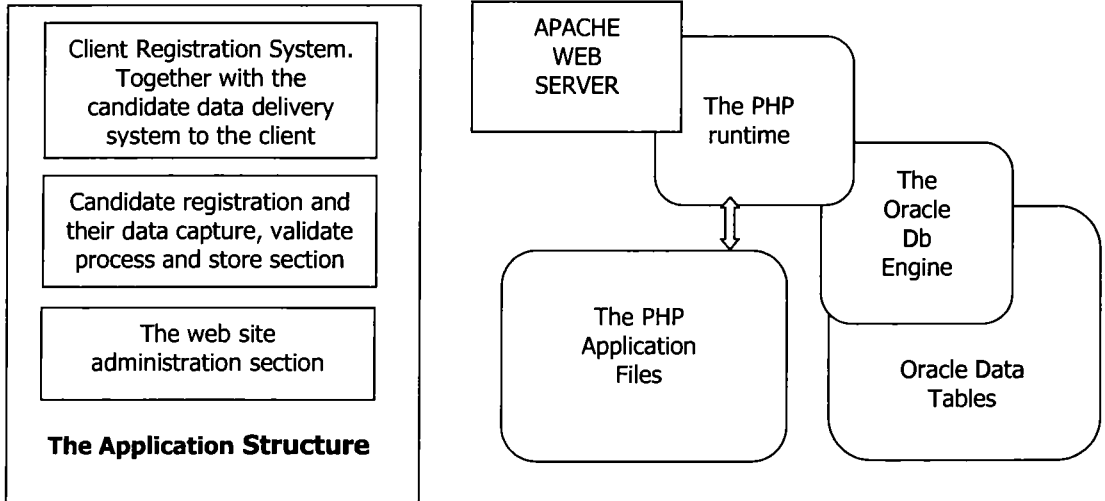 Client Registration System.
Together with the
candidate data delivery
system to the client
Candidate registration and
their data capture, validate
process and store section
The web site
administration section
The Application Structure
APACHE
WEB
SERVER
The PHP
runtime
The
Oracle
Db
Engine
The PHP
Application
Files
Oracle Data
Tables